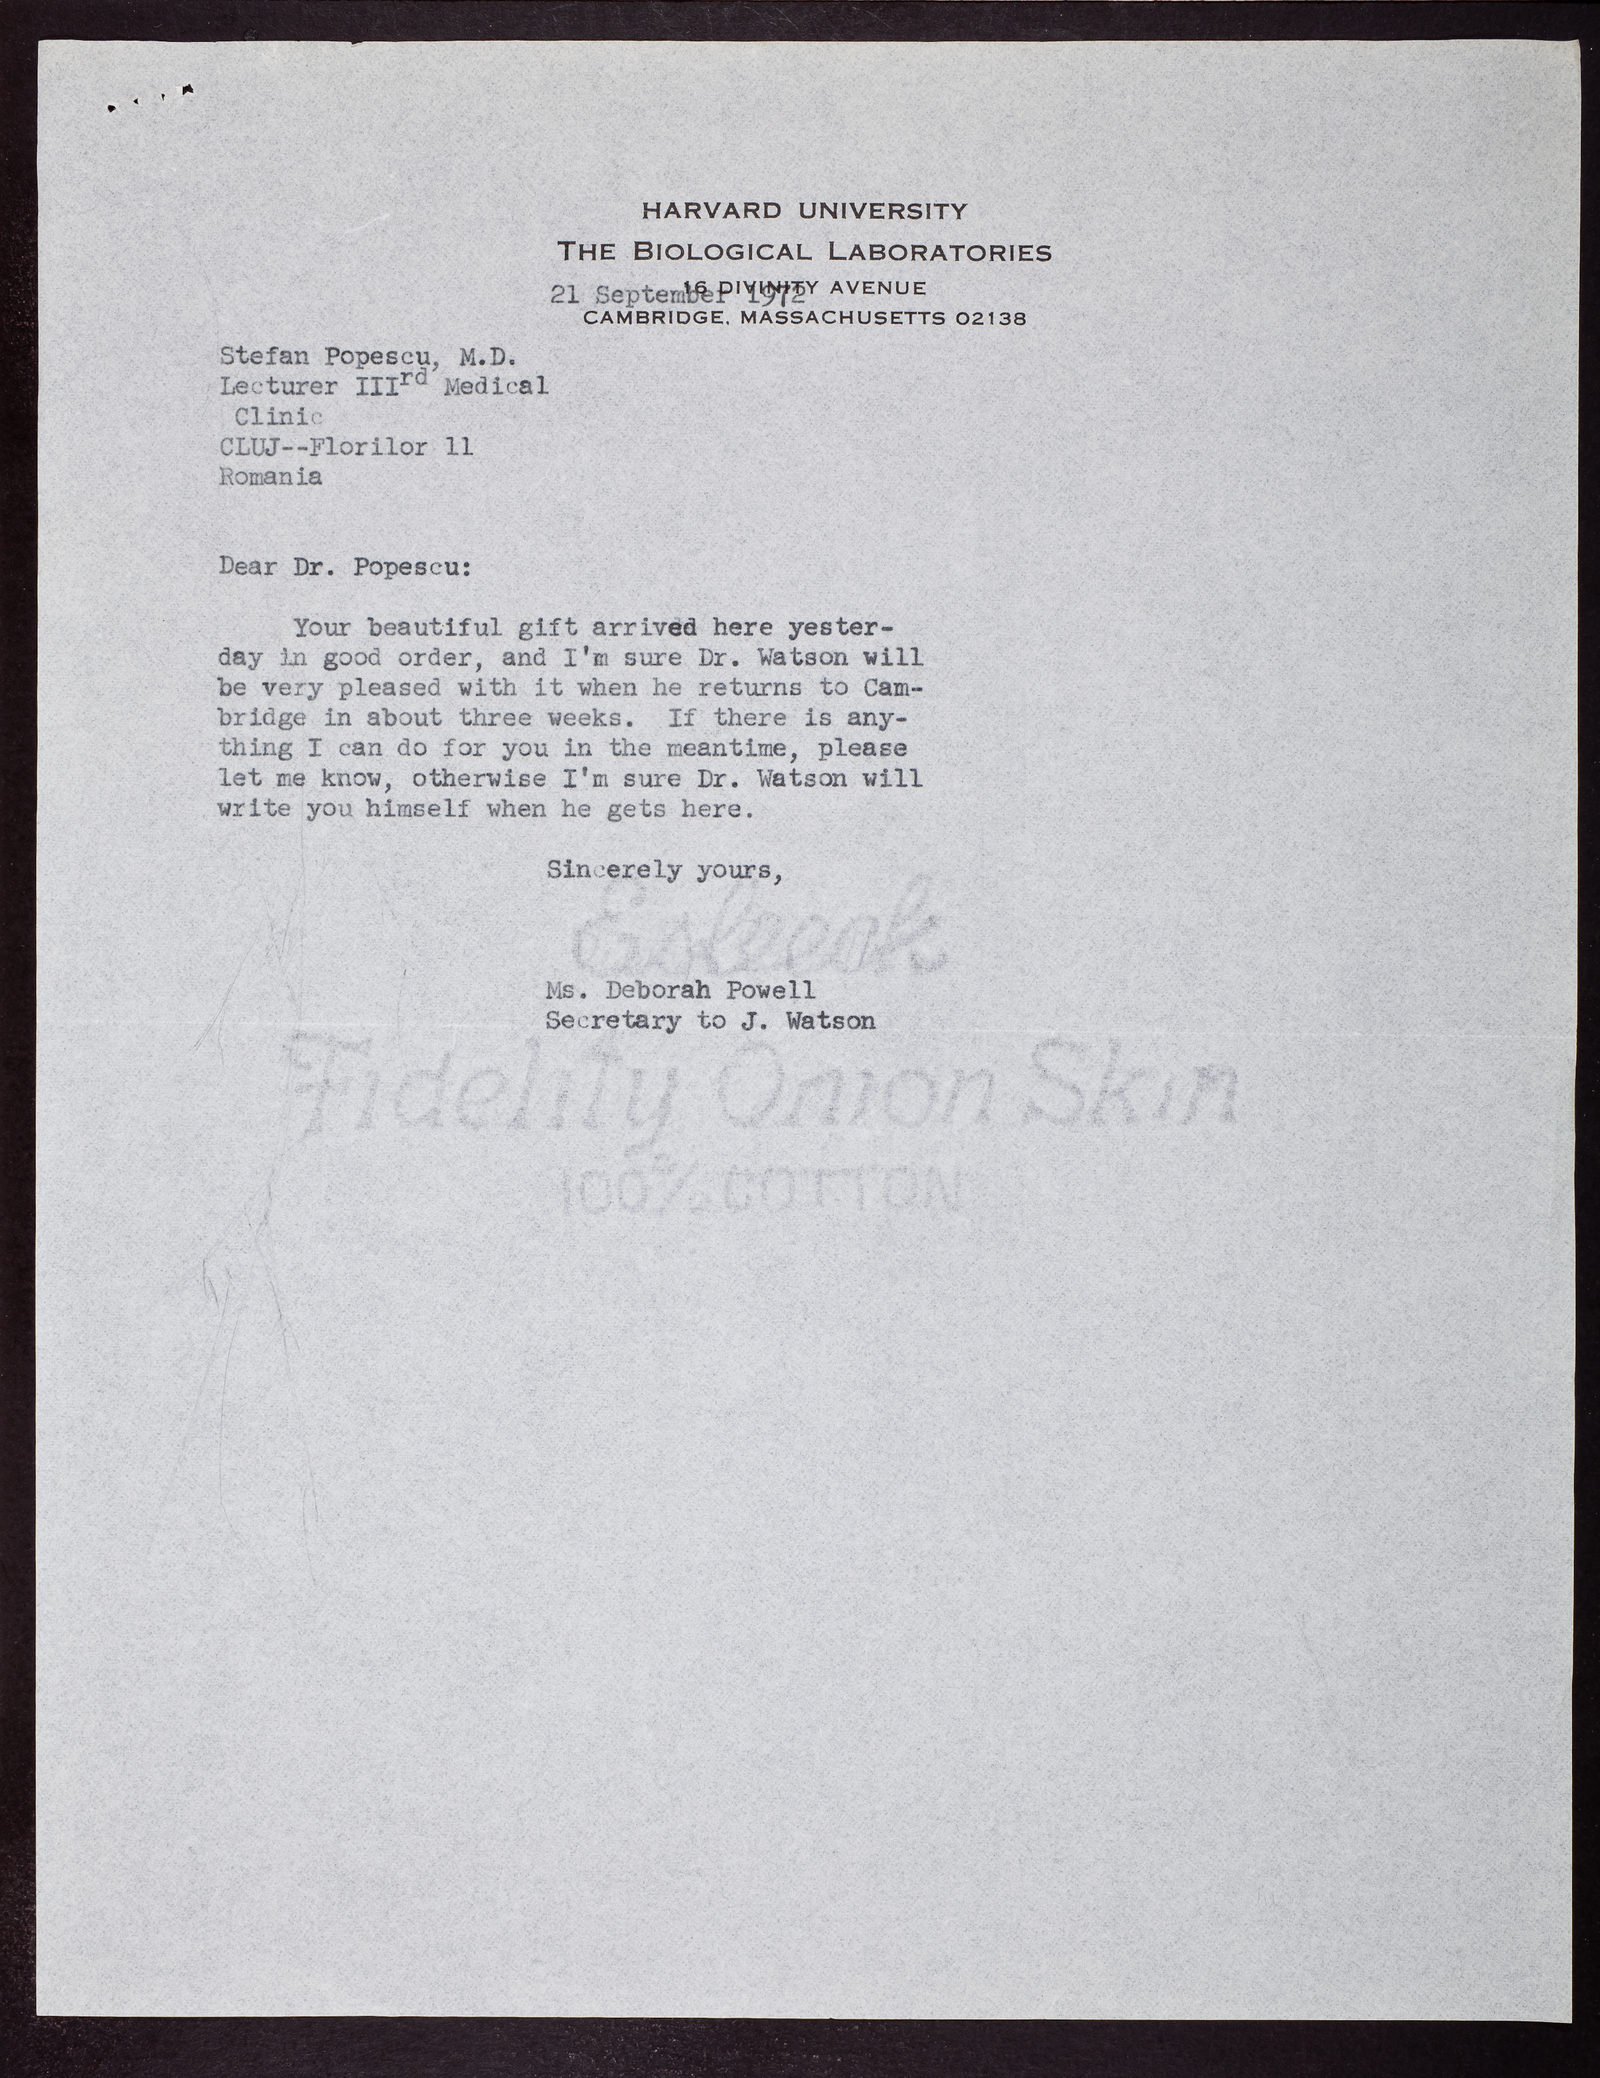 HARVARD UNIVERSITY
THE BIOLOGICAL LABORATORIES
16 DIVINITY AVENUE
21 September 1972
CAMBRIDGE, MASSACHUSETTS 02138
Stefan Popescu, M.D.
Lecturer IIIrd Medical
Clinic
CLUJ--Florilor 11
Romania
Dear Dr. Popescu:
Your beautiful gift arrived here yester-
day in good order, and I'm sure Dr. Watson will
be very pleased with it when he returns to Cam-
bridge in about three weeks. If there is any-
thing I can do for you in the meantime, please
let me know, otherwise I'm sure Dr. Watson will
write you himself when he gets here.
Sincerely yours,
Ms. Deborah Powell
Secretary to J. Watson
Fidelity Onion Skin
100% COTTON